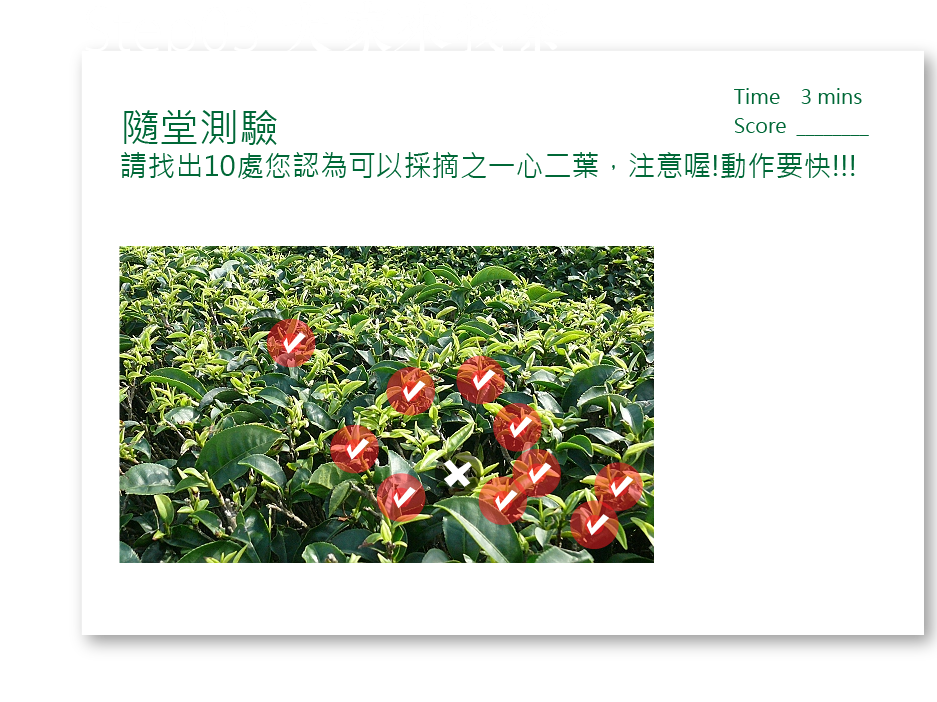 Time 3 mins
Score ________
隨堂測驗
請找出10處您認為可以採摘之一心二葉，注意喔!動作要快!!!